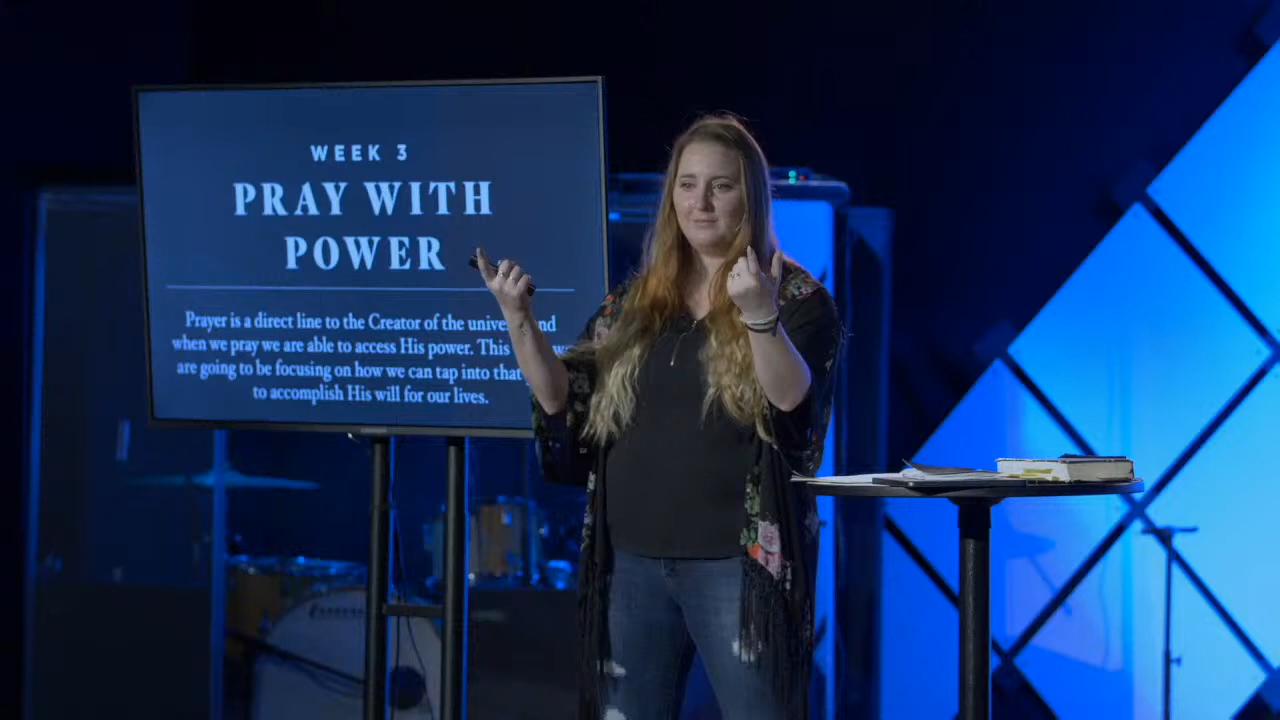 WEEK 3
PRAY WITH
POWER
Prayer is a direct line to the Creator of the
when we pray we are able to access His power. This
are going to be focusing on how we can tap into that
to accomplish His will for our lives.